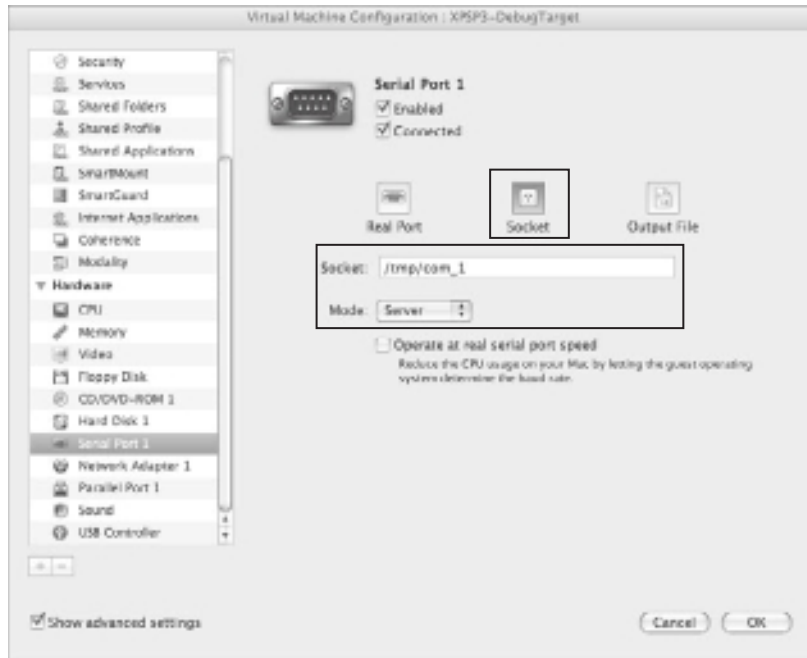 Virtual Machine Configuration : XPSP3-DebugTarget
Security
Services
Shared Folders
Shared Profile
Shared Applications
SmartMount
SmartGuard
Internet Applications
Coherence
Modality
Hardware
CPU
Memory
Video
Floppy Disk
CD/DVD-ROM 1
Hard Disk 1
Serial Port 1
Network Adapter 1
Parallel Port 1
Sound
USB Controller
+ −
Show advanced settings
Serial Port 1
Enabled
Connected
Real Port
Socket
Output File
Socket: /tmp/com_1
Mode: Server
Operate at real serial port speed
Reduce the CPU usage on your Mac by letting the guest operating
system determine the baud rate.
Cancel
OK